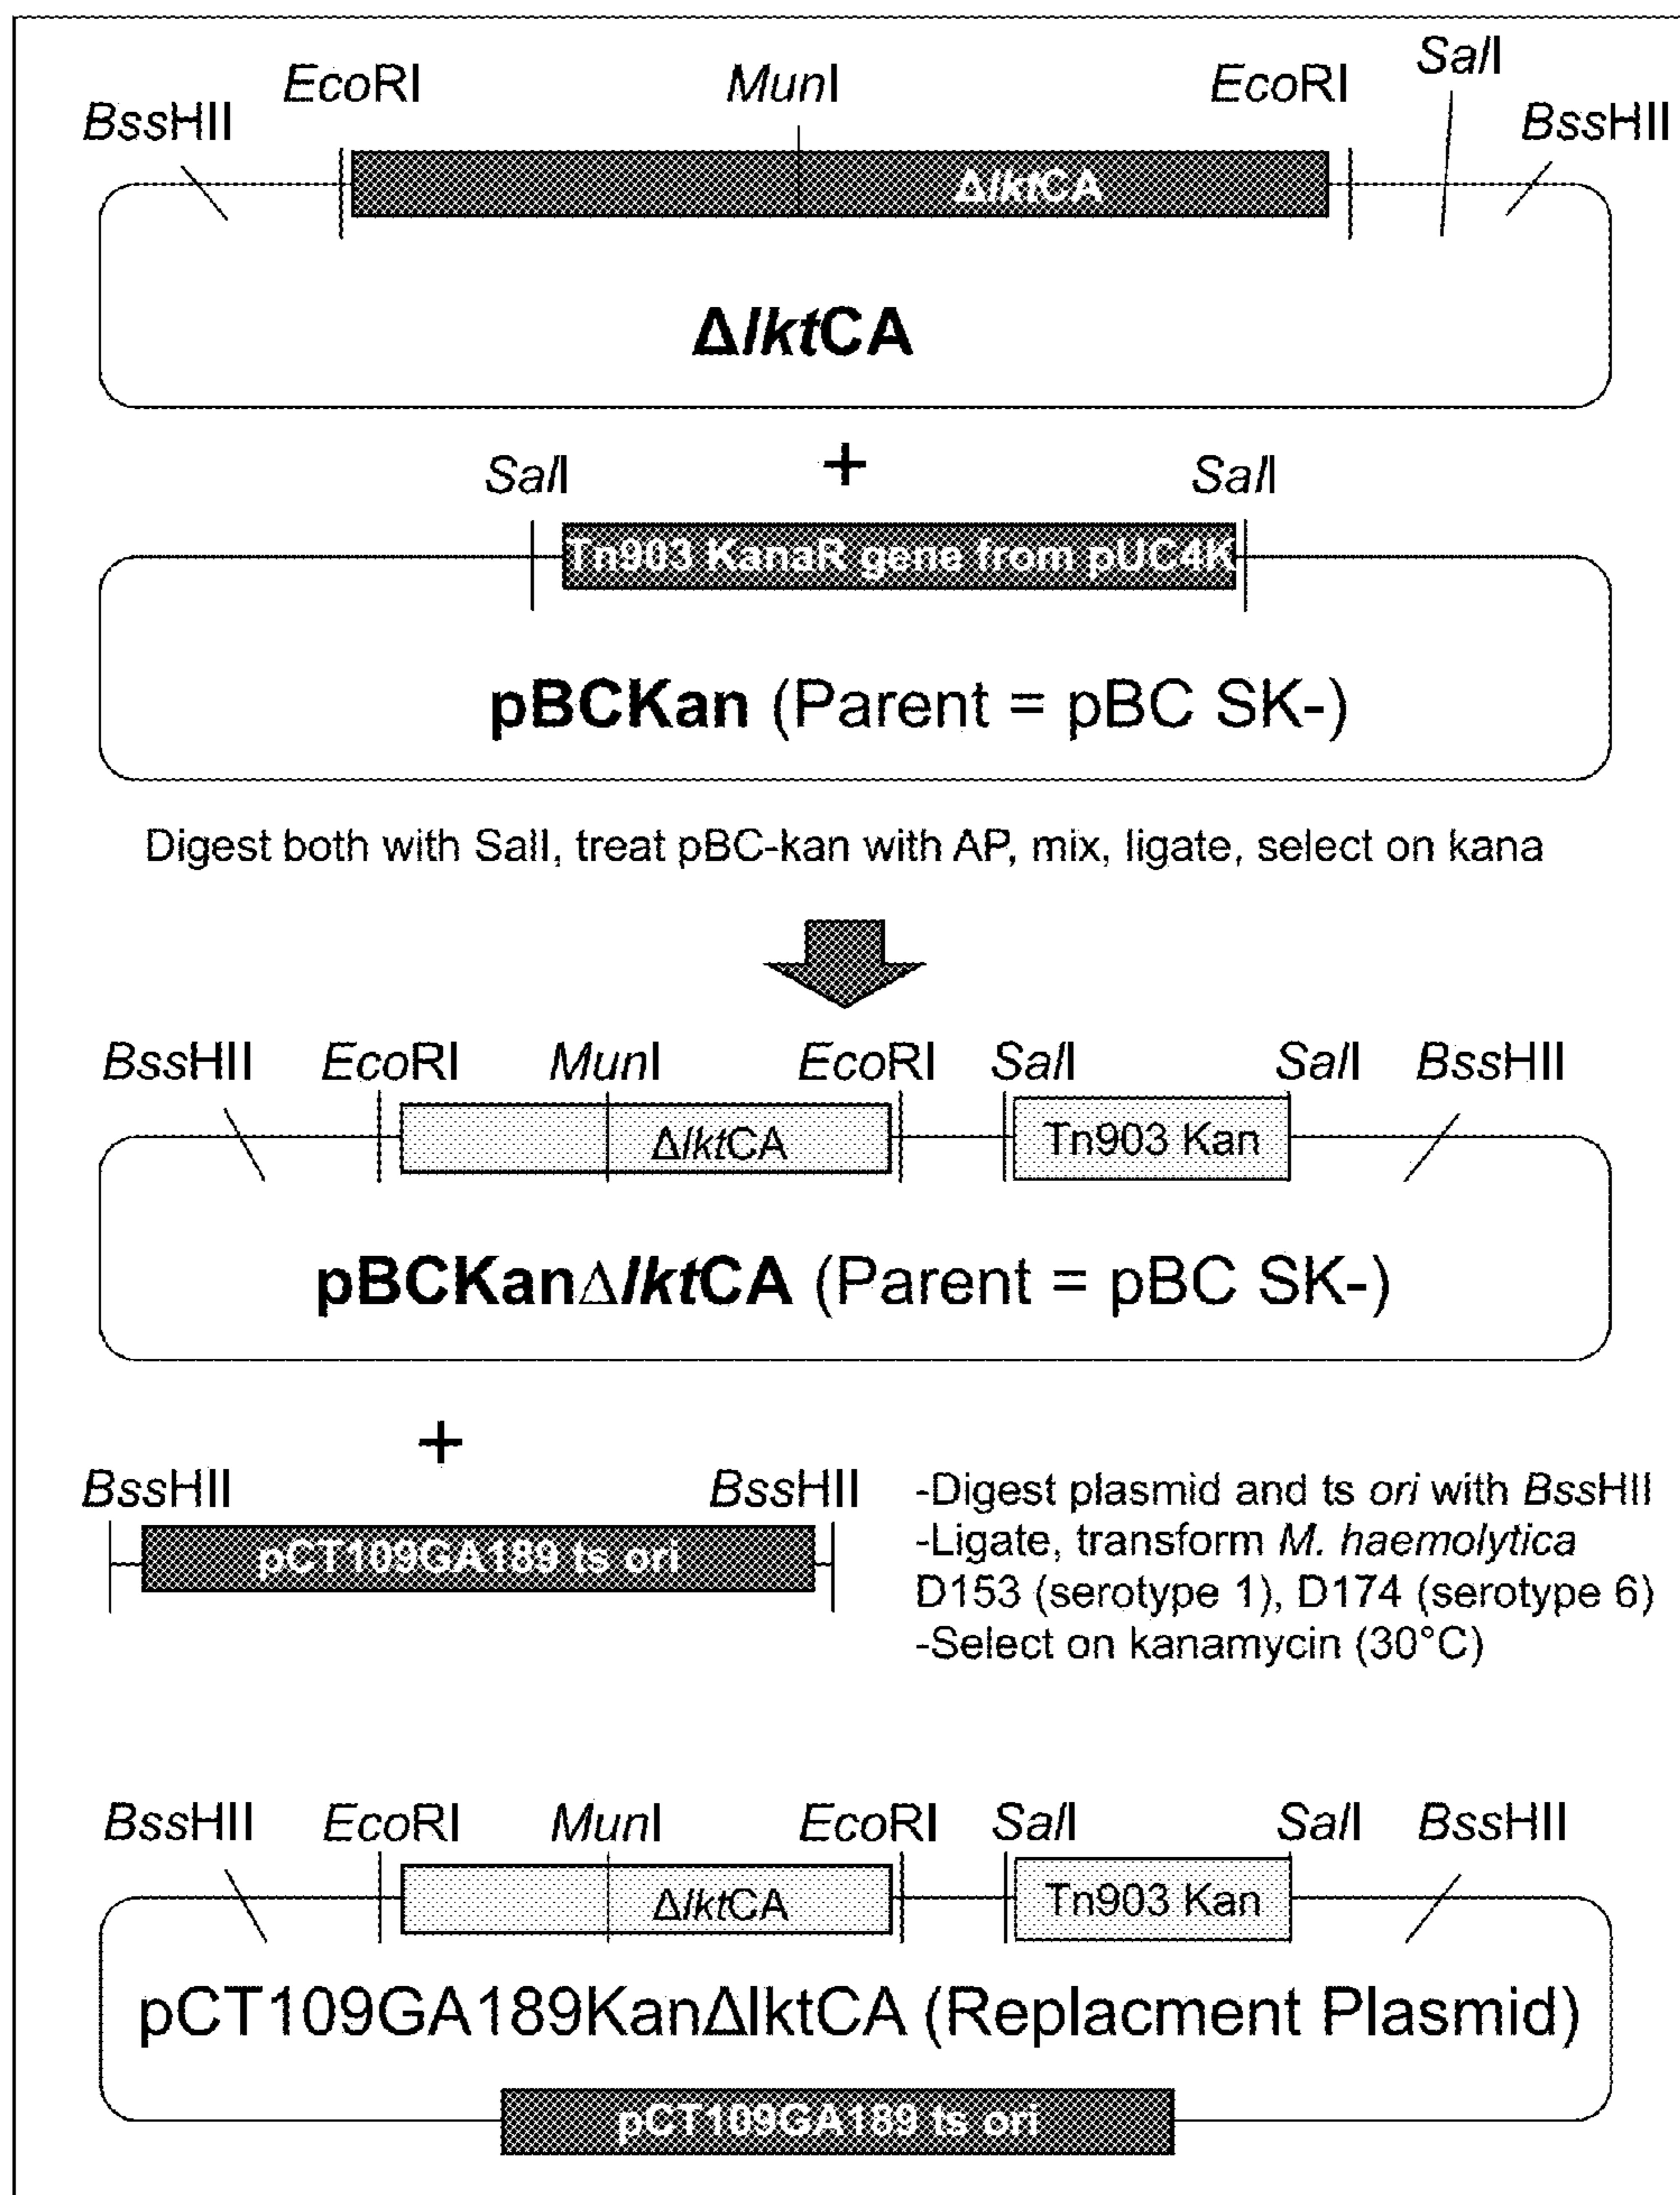 EcoRI MunI EcoRI SalI
BssHII BssHII
ΔlktCA
ΔlktCA
+
SalI SalI
Tn903 KanaR gene from pUC4K
pBCKan (Parent = pBC SK-)
Digest both with SalI, treat pBC-kan with AP, mix, ligate, select on kana
BssHII EcoRI MunI EcoRI SalI SalI BssHII
ΔlktCA Tn903 Kan
pBCKanΔlktCA (Parent = pBC SK-)
+
BssHII BssHII
pCT109GA189 ts ori
-Digest plasmid and ts ori with BssHII
-Ligate, transform M. haemolytica
D153 (serotype 1), D174 (serotype 6)
-Select on kanamycin (30°C)
BssHII EcoRI MunI EcoRI SalI SalI BssHII
ΔlktCA Tn903 Kan
pCT109GA189KanΔlktCA (Replacment Plasmid)
pCT109GA189 ts ori